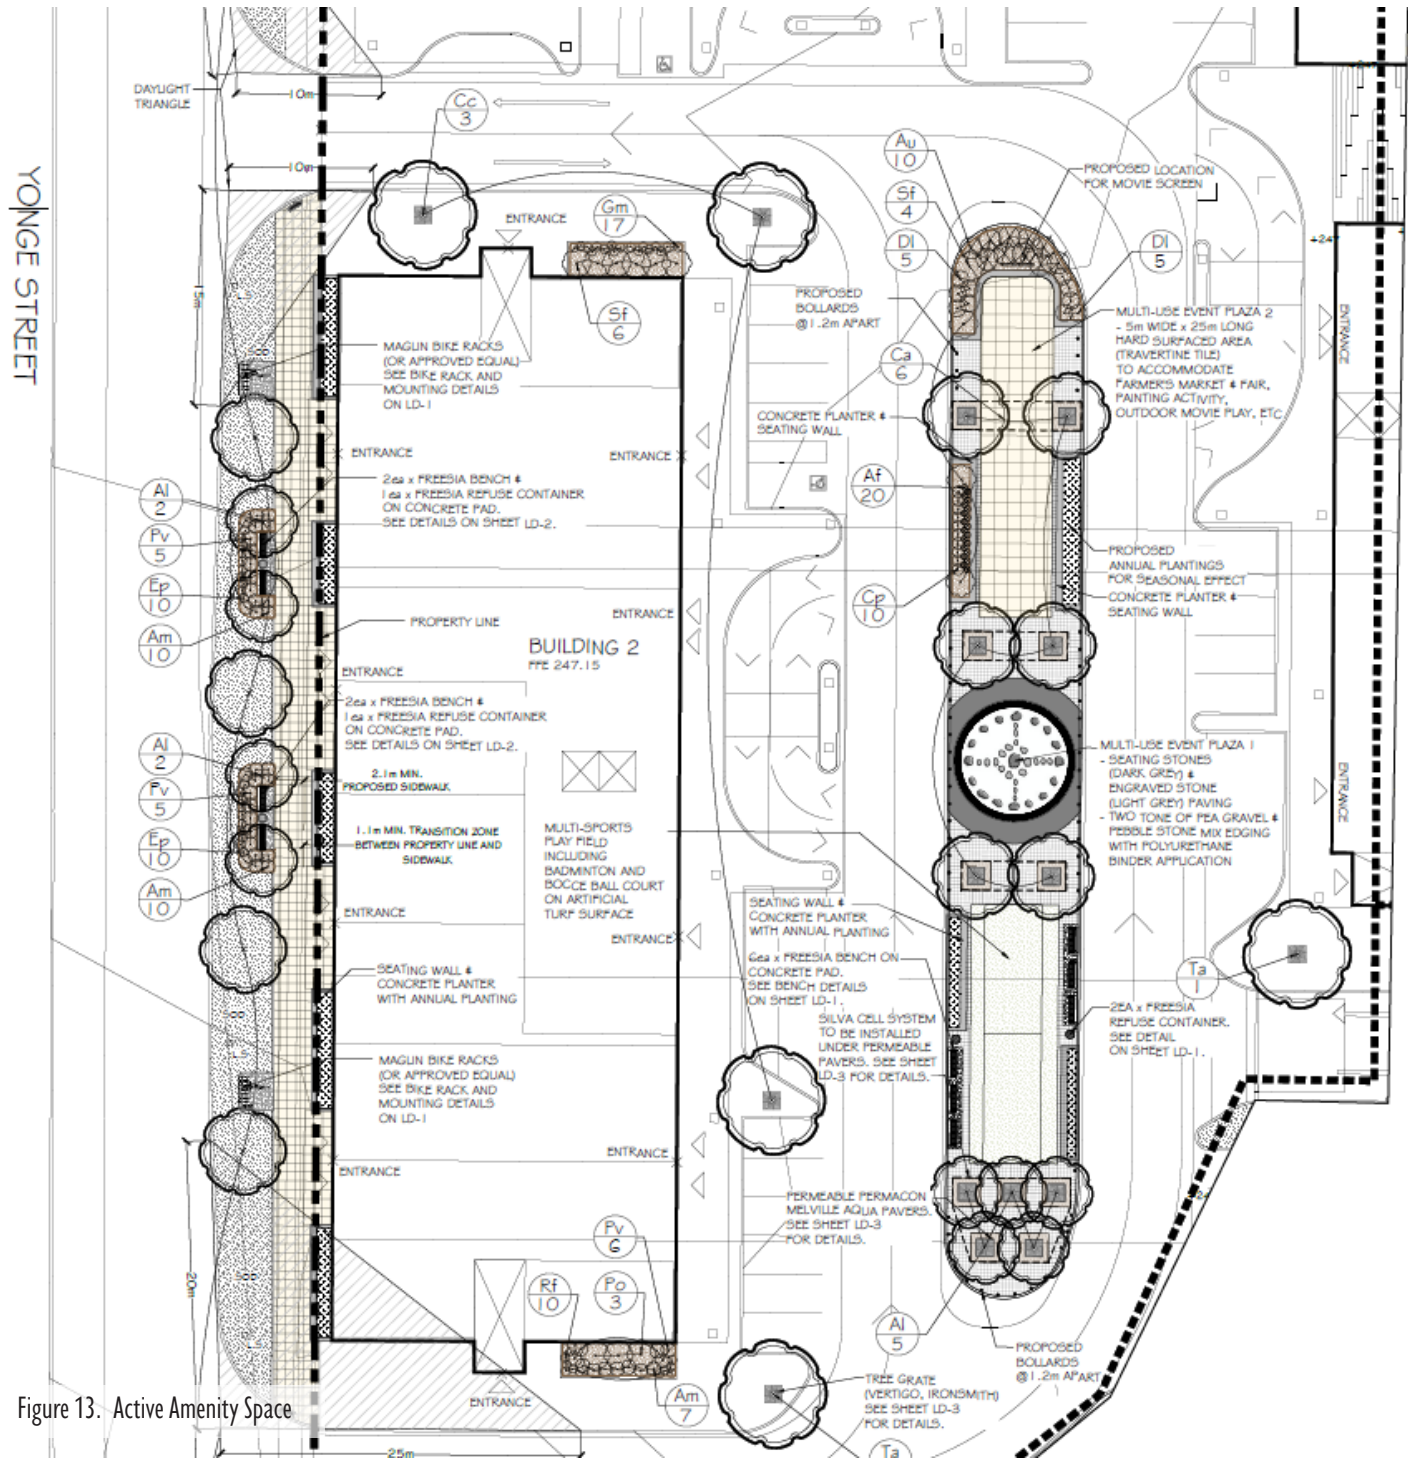 DAYLIGHT
TRIANGLE
10m
10m
15m
YONGE STREET
Cc
3
ENTRANCE
Gm
17
Sf
6
Au
10
Sf
4
Dl
5
Dl
5
PROPOSED LOCATION
FOR MOVIE SCREEN
PROPOSED
BOLLARDS
@1.2m APART
MULTI-USE EVENT PLAZA 2
- 5m WIDE x 25m LONG
HARD SURFACED AREA
(TRAVERTINE TILE)
TO ACCOMMODATE
FARMER'S MARKET & FAIR,
PAINTING ACTIVITY,
OUTDOOR MOVIE PLAY, ETC
ENTRANCE
Ca
6
CONCRETE PLANTER &
SEATING WALL
MAGLIN BIKE RACKS
(OR APPROVED EQUAL)
SEE BIKE RACK AND
MOUNTING DETAILS
ON LD-1
SOD
ENTRANCE
ENTRANCE
2ea x FREESIA BENCH &
1ea x FREESIA REFUSE CONTAINER
ON CONCRETE PAD.
SEE DETAILS ON SHEET LD-2.
Al
2
Pv
5
Ep
10
Am
10
Af
20
Cp
10
PROPOSED
ANNUAL PLANTINGS
FOR SEASONAL EFFECT
CONCRETE PLANTER &
SEATING WALL
ENTRANCE
PROPERTY LINE
BUILDING 2
FFE 247.15
ENTRANCE
2ea x FREESIA BENCH &
1ea x FREESIA REFUSE CONTAINER
ON CONCRETE PAD.
SEE DETAILS ON SHEET LD-2.
Al
2
Pv
5
Ep
10
Am
10
2.1m MIN.
PROPOSED SIDEWALK
1.1m MIN. TRANSITION ZONE
BETWEEN PROPERTY LINE AND
SIDEWALK
MULTI-SPORTS
PLAY FIELD
INCLUDING
BADMINTON AND
BOCCE BALL COURT
ON ARTIFICIAL
TURF SURFACE
MULTI-USE EVENT PLAZA 1
- SEATING STONES
(DARK GREY) &
ENGRAVED STONE
(LIGHT GREY) PAVING
- TWO TONE OF PEA GRAVEL &
PEBBLE STONE MIX EDGING
WITH POLYURETHANE
BINDER APPLICATION
ENTRANCE
ENTRANCE
ENTRANCE
SEATING WALL &
CONCRETE PLANTER
WITH ANNUAL PLANTING
6ea x FREESIA BENCH ON
CONCRETE PAD.
SEE BENCH DETAILS
ON SHEET LD-1.
SILVA CELL SYSTEM
TO BE INSTALLED
UNDER PERMEABLE
PAVERS. SEE SHEET
LD-3 FOR DETAILS.
Ta
1
2EA x FREESIA
REFUSE CONTAINER.
SEE DETAIL
ON SHEET LD-1.
SEATING WALL &
CONCRETE PLANTER
WITH ANNUAL PLANTING
SOD
MAGLIN BIKE RACKS
(OR APPROVED EQUAL)
SEE BIKE RACK AND
MOUNTING DETAILS
ON LD-1
ENTRANCE
ENTRANCE
PERMEABLE PERMACON
MELVILLE AQUA PAVERS.
SEE SHEET LD-3
FOR DETAILS.
Pv
6
Rf
10
Po
3
20m
SOD
Al
5
PROPOSED
BOLLARDS
@1.2m APART
TREE GRATE
(VERTIGO, IRONSMITH)
SEE SHEET LD-3
FOR DETAILS.
Am
7
ENTRANCE
Ta
25m
Figure 13. Active Amenity Space